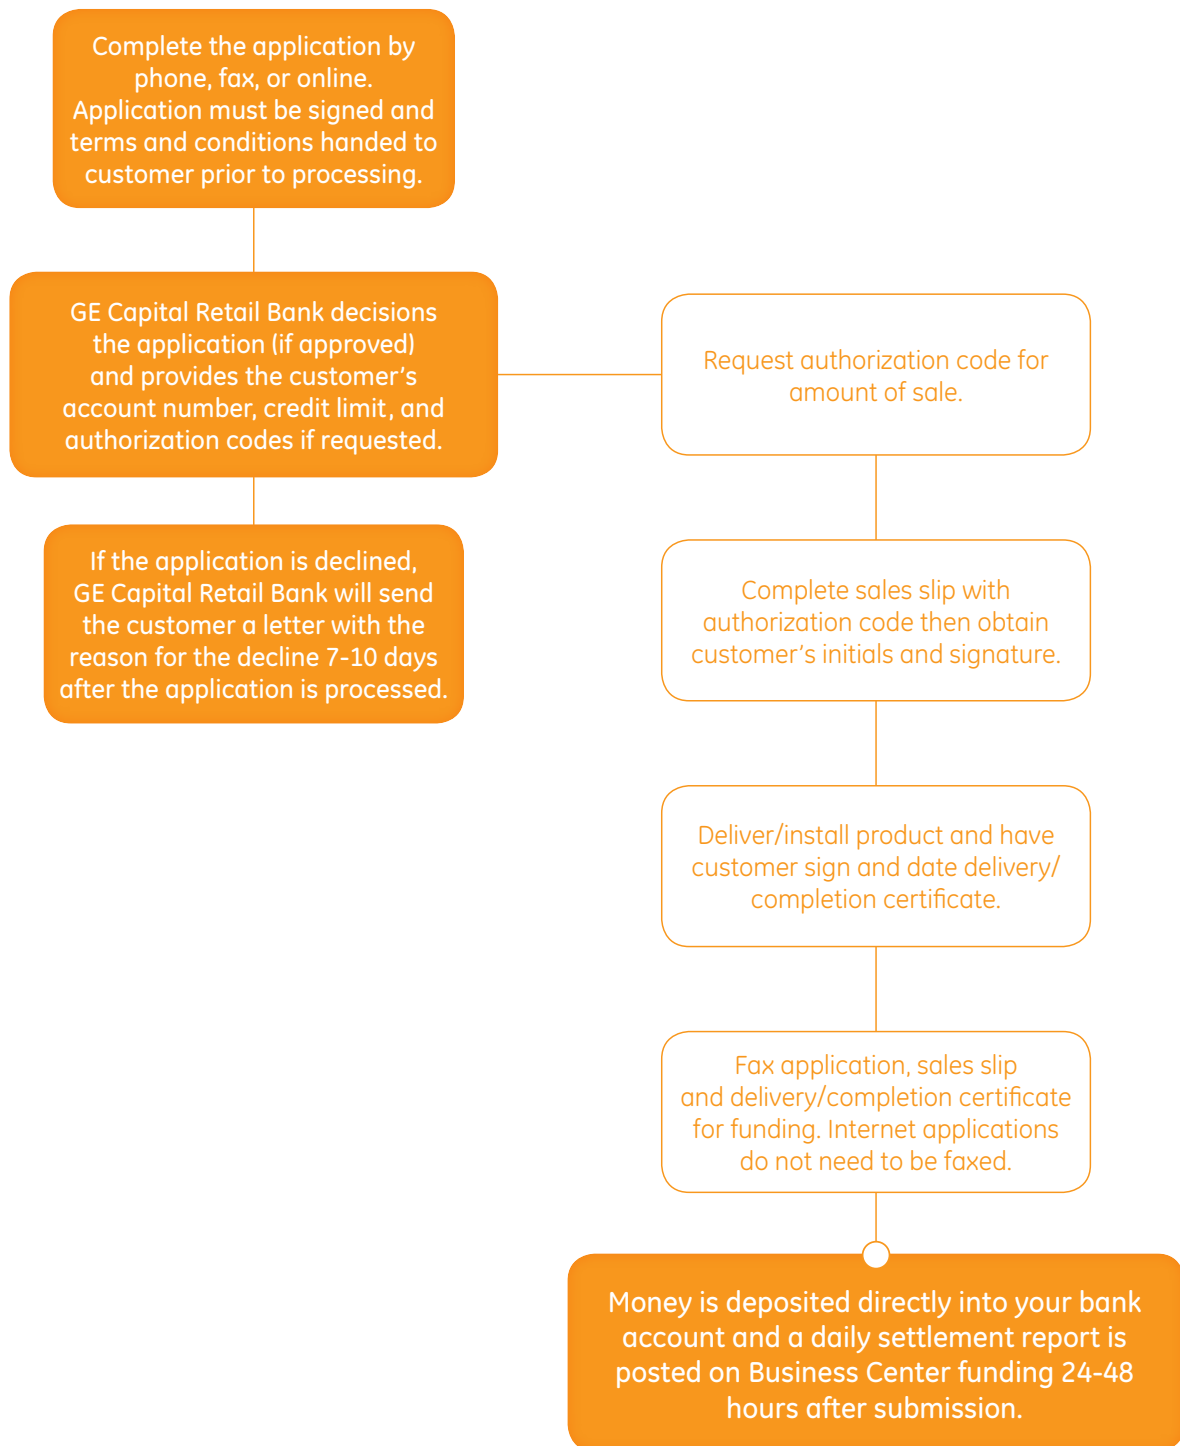 Complete the application by
phone, fax, or online.
Application must be signed and
terms and conditions handed to
customer prior to processing.
GE Capital Retail Bank decisions
the application (if approved)
and provides the customer's
account number, credit limit, and
authorization codes if requested.
If the application is declined,
GE Capital Retail Bank will send
the customer a letter with the
reason for the decline 7-10 days
after the application is processed.
Request authorization code for
amount of sale.
Complete sales slip with
authorization code then obtain
customer's initials and signature.
Deliver/install product and have
customer sign and date delivery/
completion certificate.
Fax application, sales slip
and delivery/completion certificate
for funding. Internet applications
do not need to be faxed.
Money is deposited directly into your bank
account and a daily settlement report is
posted on Business Center funding 24-48
hours after submission.